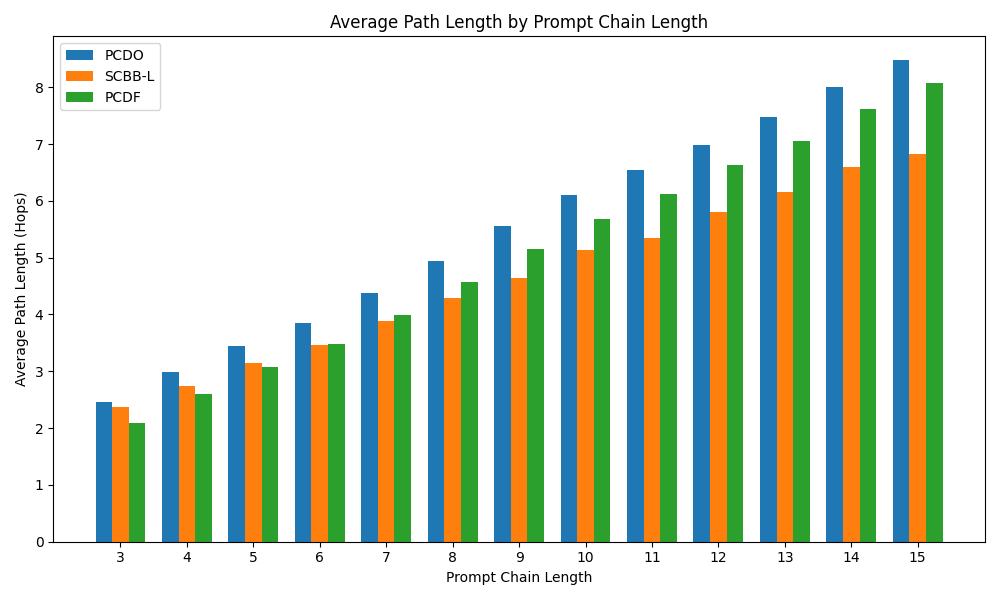 Average Path Length by Prompt Chain Length
PCDO
SCBB-L
PCDF
Average Path Length (Hops)
8
7
6
5
4
3
2
1
0
3 4 5 6 7 8 9 10 11 12 13 14 15
Prompt Chain Length